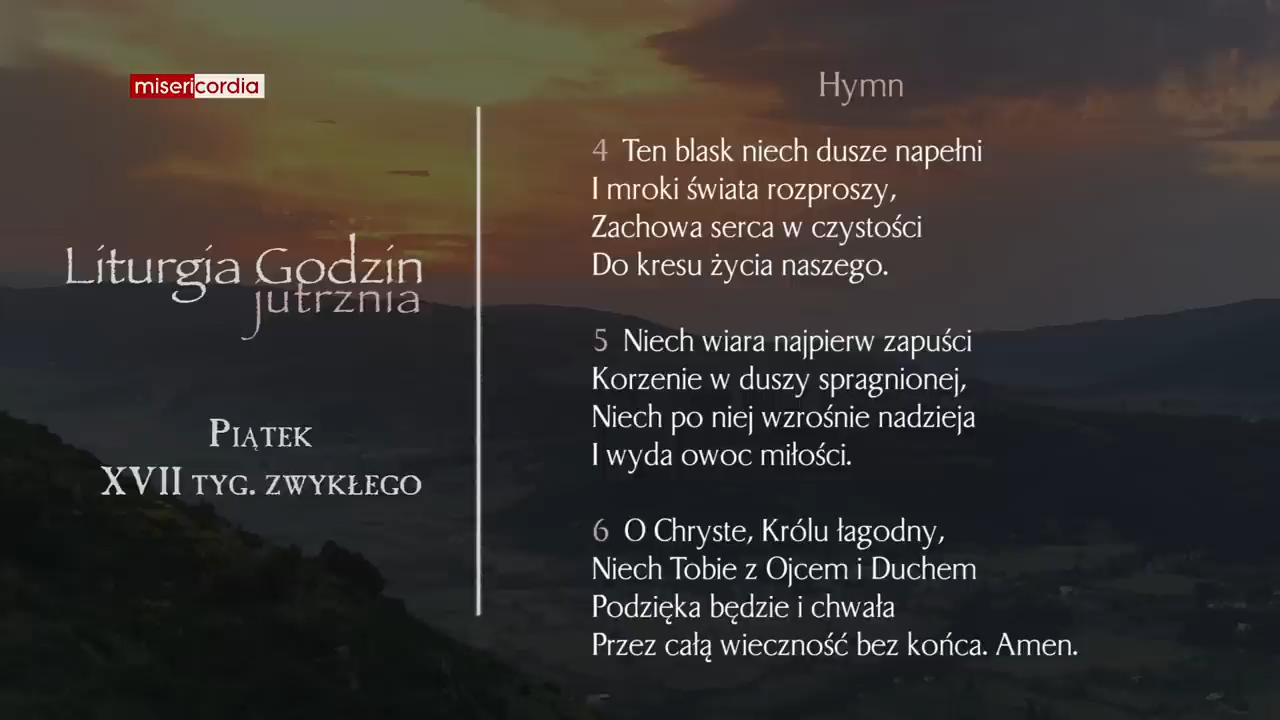 misericordia
Liturgia Godzin
jutrznia
Piątek
XVII tyg. zwykłego
Hymn
4 Ten blask niech dusze napełni
I mroki świata rozproszy,
Zachowa serca w czystości
Do kresu życia naszego.
5 Niech wiara najpierw zapuści
Korzenie w duszy spragnionej,
Niech po niej wzrośnie nadzieja
I wyda owoc miłości.
6 O Chryste, Królu łagodny,
Niech Tobie z Ojcem i Duchem
Podzięka będzie i chwała
Przez całą wieczność bez końca. Amen.